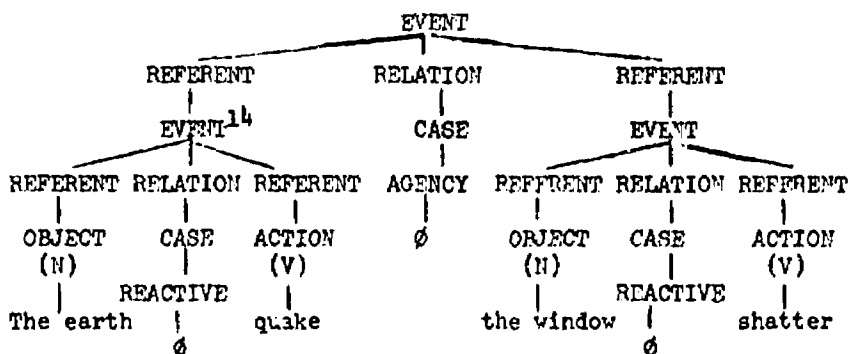 EVENT
REFERENT RELATION REFERENT
EVENT14 CASE EVENT
REFERENT RELATION REFERENT AGENCY REFERENT RELATION REFERENT
OBJECT CASE ACTION ø OBJECT CASE ACTION
(N) (V) (N) (V)
REACTIVE REACTIVE
The earth quake the window shatter
ø ø